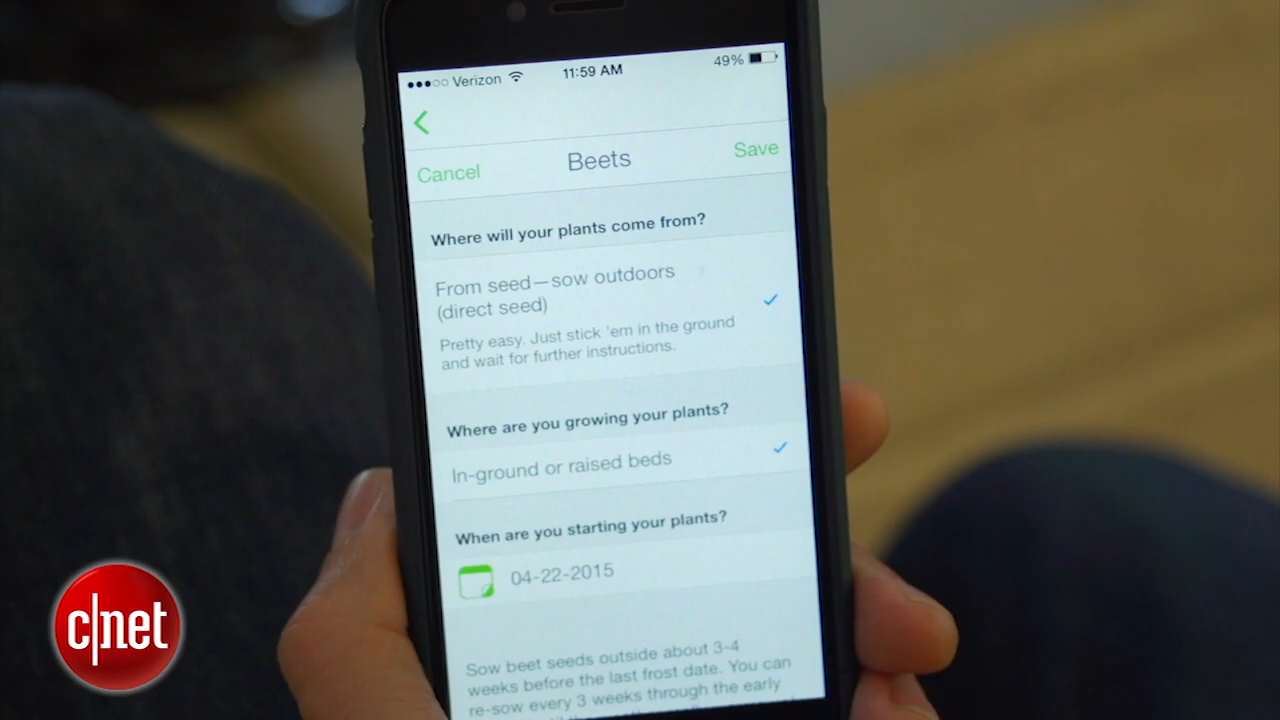 Verizon
11:59 AM
49%
Cancel
Beets
Save
Where will your plants come from?
From seed—sow outdoors
(direct seed)
Pretty easy. Just stick 'em in the ground
and wait for further instructions.
Where are you growing your plants?
In-ground or raised beds
When are you starting your plants?
04-22-2015
Sow beet seeds outside about 3-4
weeks before the last frost date. You can
re-sow every 3 weeks through the early
c|net